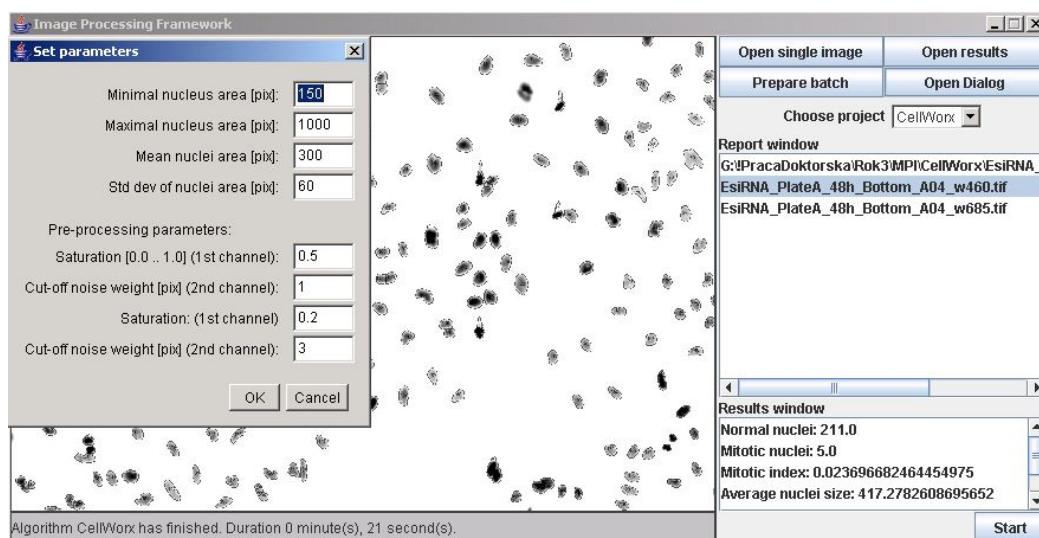 Image Processing Framework
Set parameters
Minimal nucleus area [pix]: 150
Maximal nucleus area [pix]: 1000
Mean nuclei area [pix]: 300
Std dev of nuclei area [pix]: 60
Pre-processing parameters:
Saturation [0.0 .. 1.0] (1st channel): 0.5
Cut-off noise weight [pix] (2nd channel): 1
Saturation: (1st channel) 0.2
Cut-off noise weight [pix] (2nd channel): 3
OK Cancel
Open single image Open results
Prepare batch Open Dialog
Choose project CellWorx
Report window
G:\!PracaDoktorska\Rok3\MPI\CellWorx\EsiRNA_
EsiRNA_PlateA_48h_Bottom_A04_w460.tif
EsiRNA_PlateA_48h_Bottom_A04_w685.tif
Results window
Normal nuclei: 211.0
Mitotic nuclei: 5.0
Mitotic index: 0.023696682464454975
Average nuclei size: 417.2782608695652
Algorithm CellWorx has finished. Duration 0 minute(s), 21 second(s).
Start